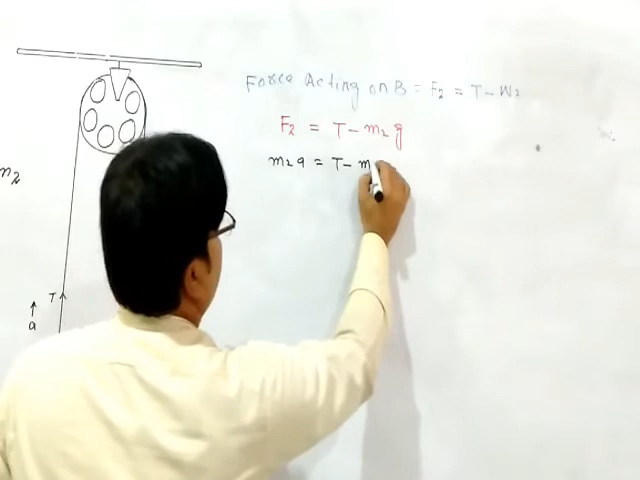 Force Acting on B = F₂ = T - W₂
F₂ = T - m₂ g
m₂ a = T - m
m₂
T
a